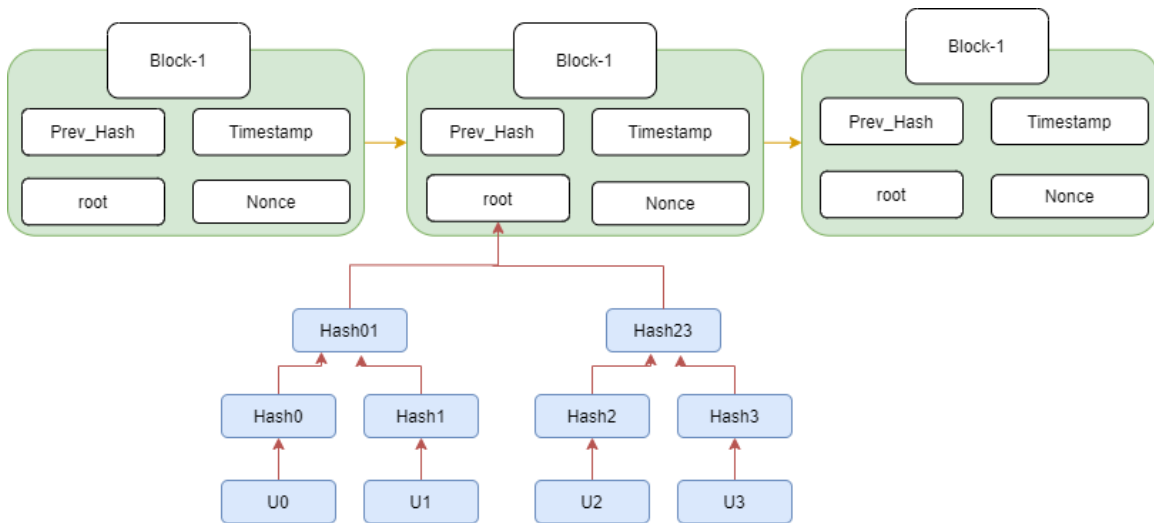 Block-1
Prev_Hash
Timestamp
root
Nonce
Block-1
Prev_Hash
Timestamp
root
Nonce
Block-1
Prev_Hash
Timestamp
root
Nonce
Hash01
Hash23
Hash0
Hash1
Hash2
Hash3
U0
U1
U2
U3